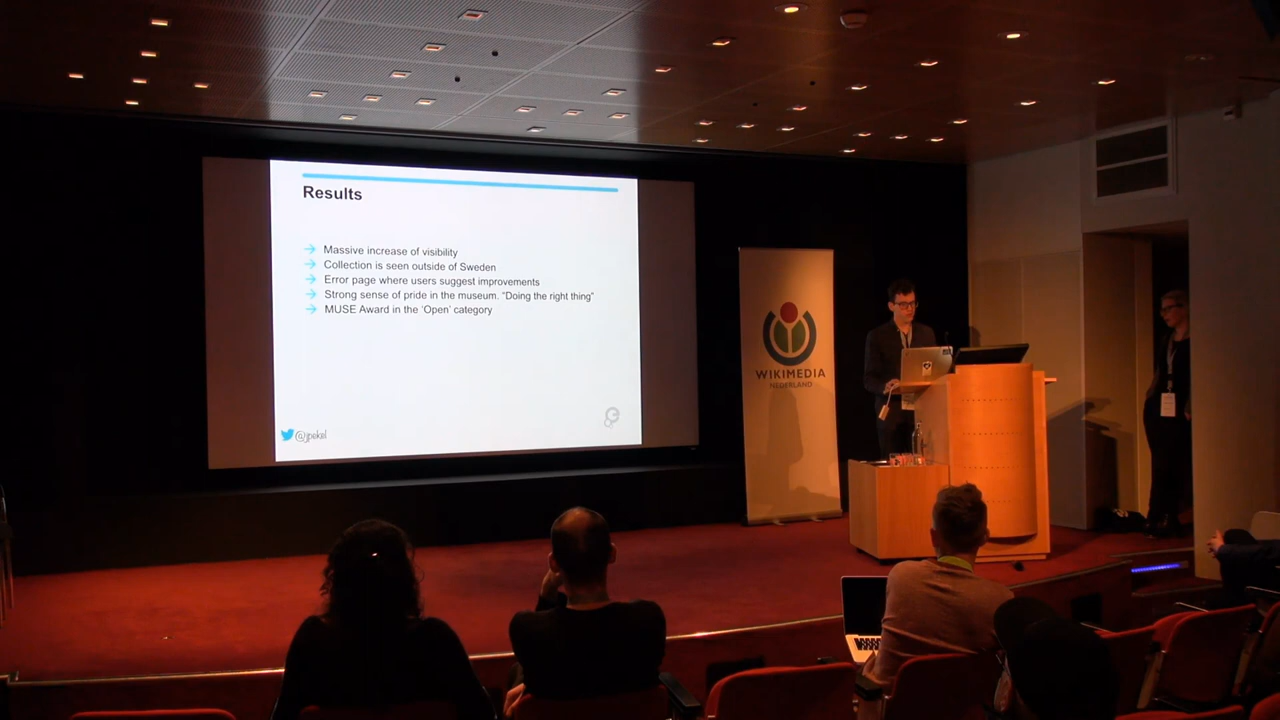 Results
Massive increase of visibility
Collection is seen outside of Sweden
Error page where users suggest improvements
Strong sense of pride in the museum. "Doing the right thing"
MUSE Award in the 'Open' category
@jpekel
WIKIMEDIA
NEDERLAND